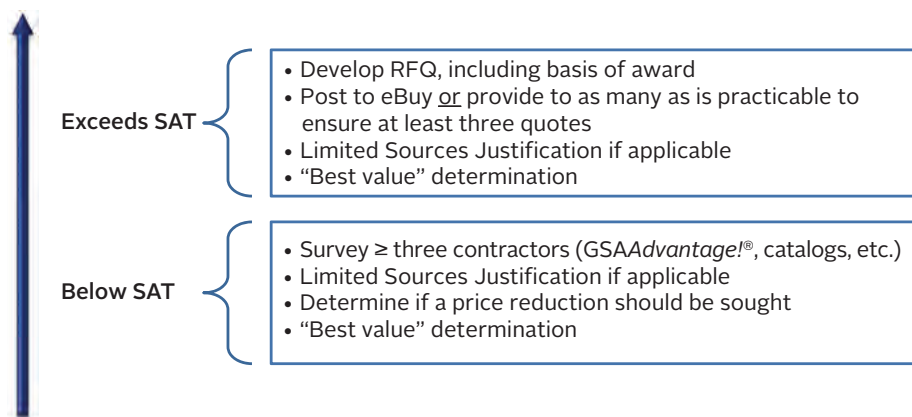 Exceeds SAT
• Develop RFQ, including basis of award
• Post to eBuy or provide to as many as is practicable to
ensure at least three quotes
• Limited Sources Justification if applicable
• “Best value” determination
Below SAT
• Survey ≥ three contractors (GSAAdvantage!®, catalogs, etc.)
• Limited Sources Justification if applicable
• Determine if a price reduction should be sought
• “Best value” determination